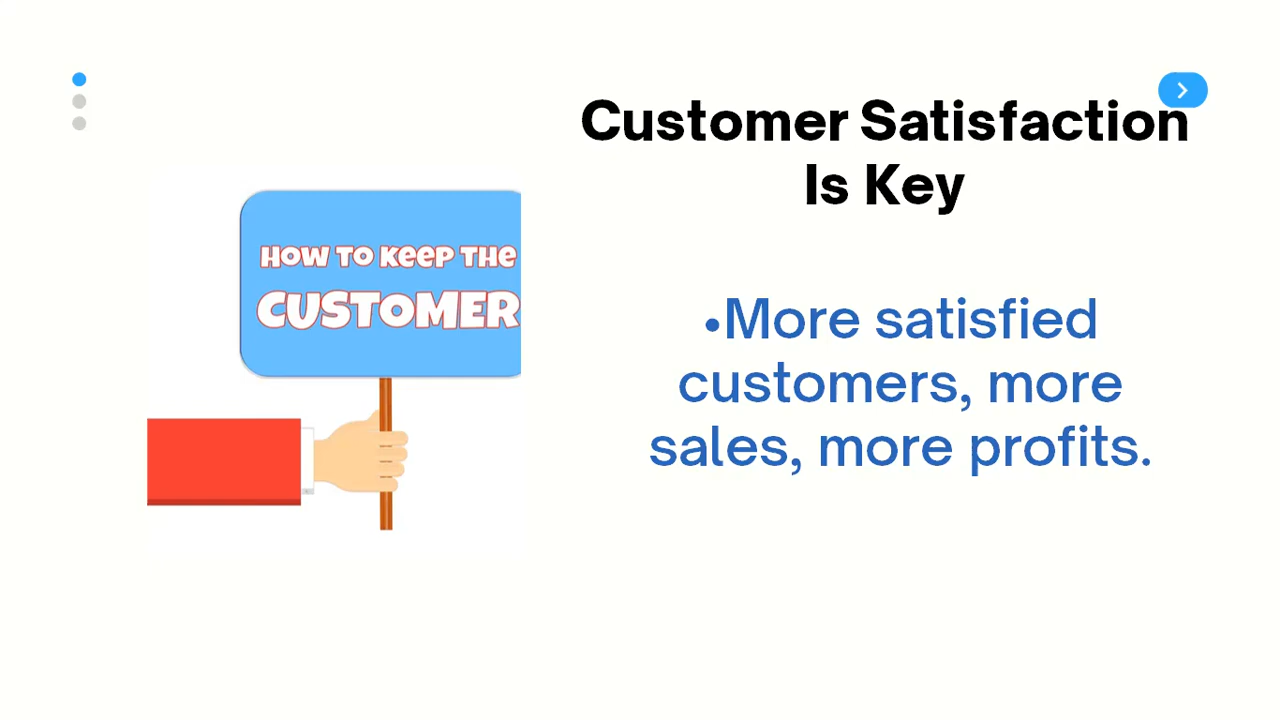 Customer Satisfaction
Is Key
HOW TO KEEP THE
CUSTOMER
•More satisfied
customers, more
sales, more profits.